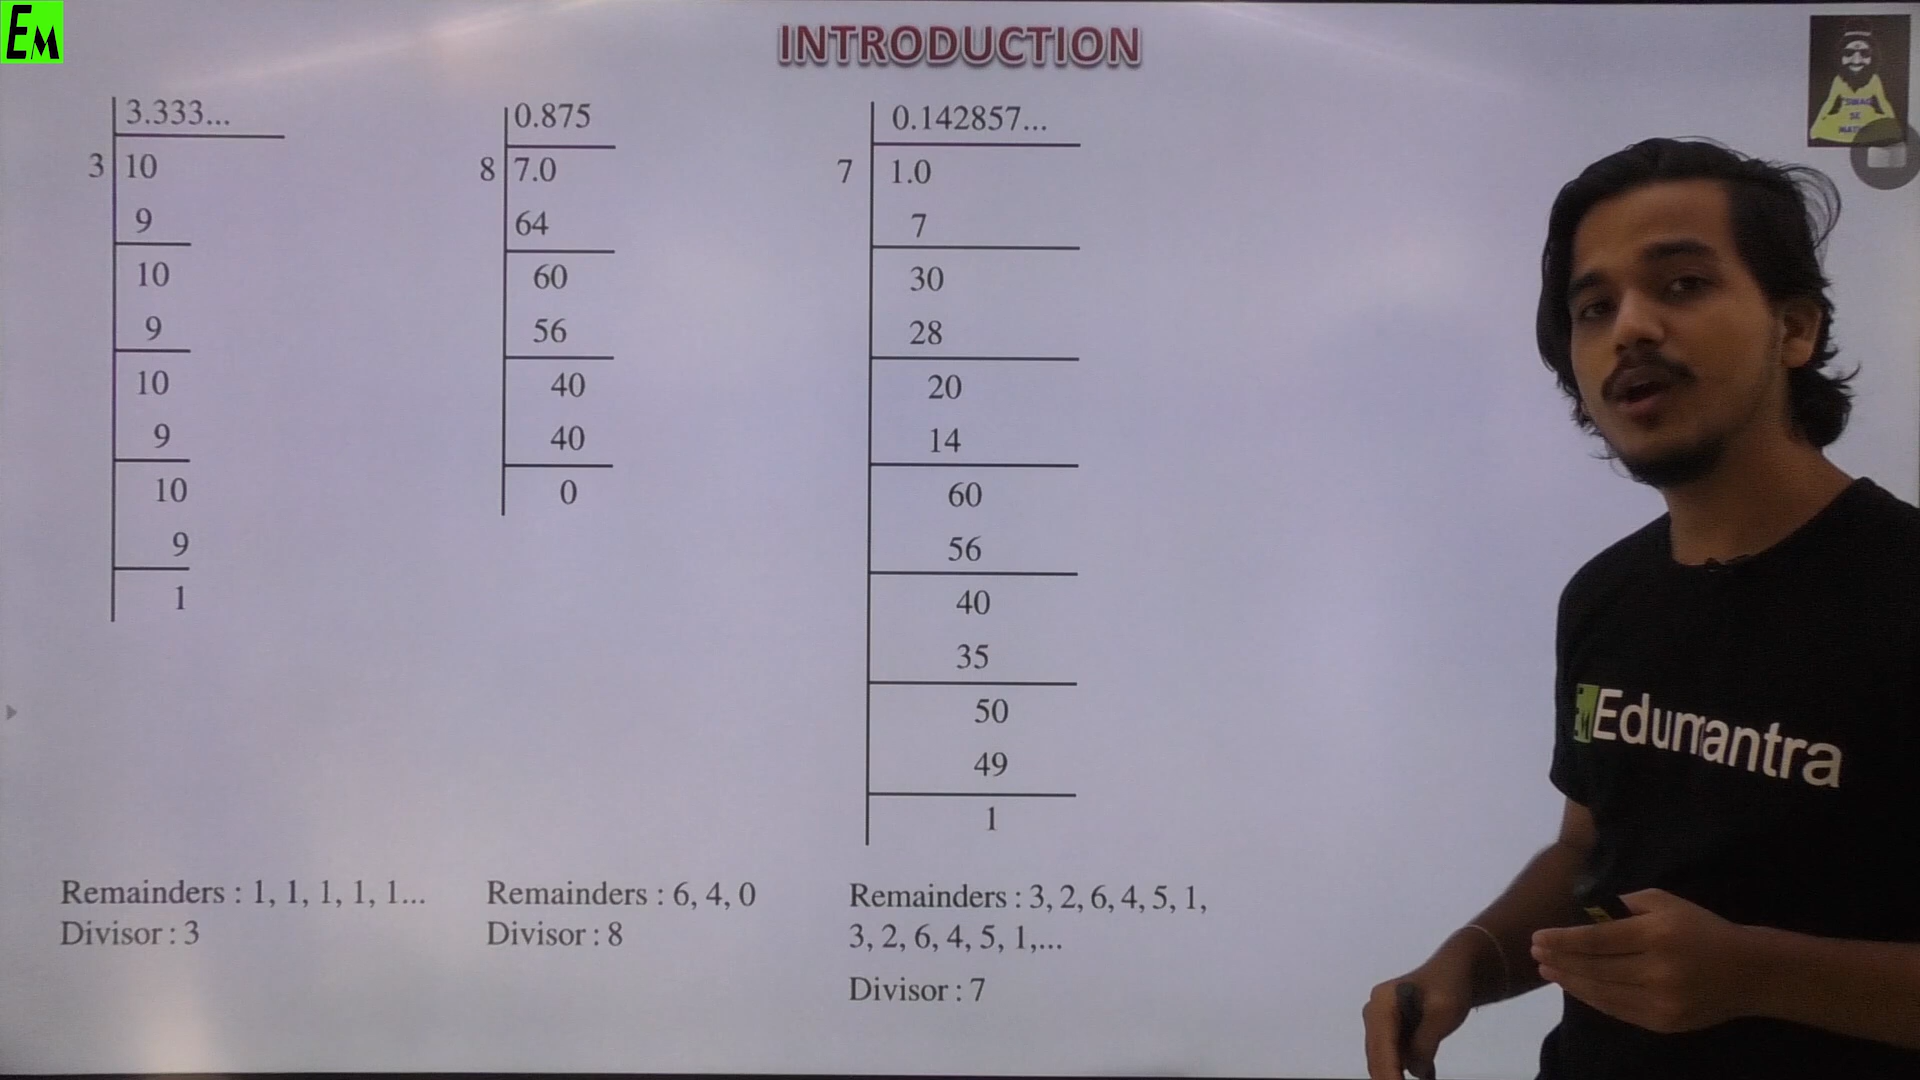 EM
INTRODUCTION
3.333...
3 10
9
10
9
10
9
10
9
1
Remainders : 1, 1, 1, 1, 1...
Divisor : 3
0.875
8 7.0
64
60
56
40
40
0
Remainders : 6, 4, 0
Divisor : 8
0.142857...
7 1.0
7
30
28
20
14
60
56
40
35
50
49
1
Remainders : 3, 2, 6, 4, 5, 1,
3, 2, 6, 4, 5, 1,...
Divisor : 7
SE
EM Edumantra